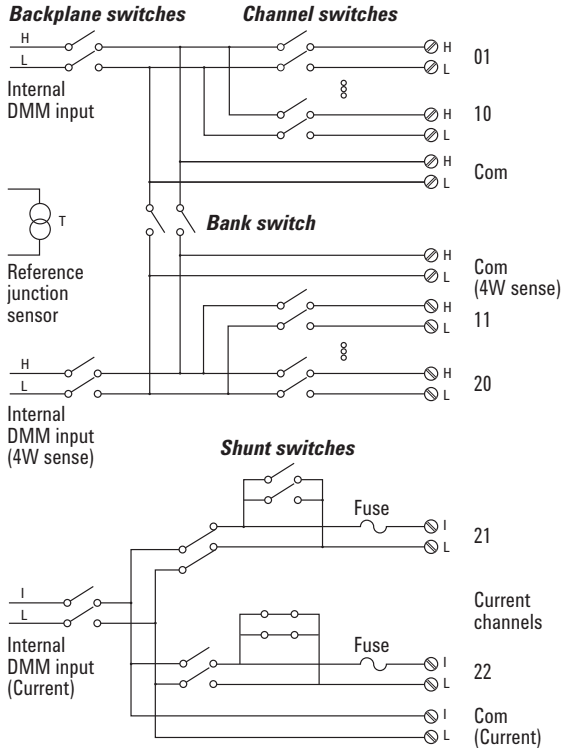 Backplane switches
Channel switches
H
L
H
L
01
Internal
DMM input
H
L
10
H
L
Com
T
Bank switch
Reference
junction
sensor
H
L
Com
(4W sense)
H
L
11
H
L
H
L
20
Internal
DMM input
(4W sense)
Shunt switches
Fuse
I
L
21
I
L
Current
channels
Internal
DMM input
(Current)
Fuse
I
L
22
I
L
Com
(Current)